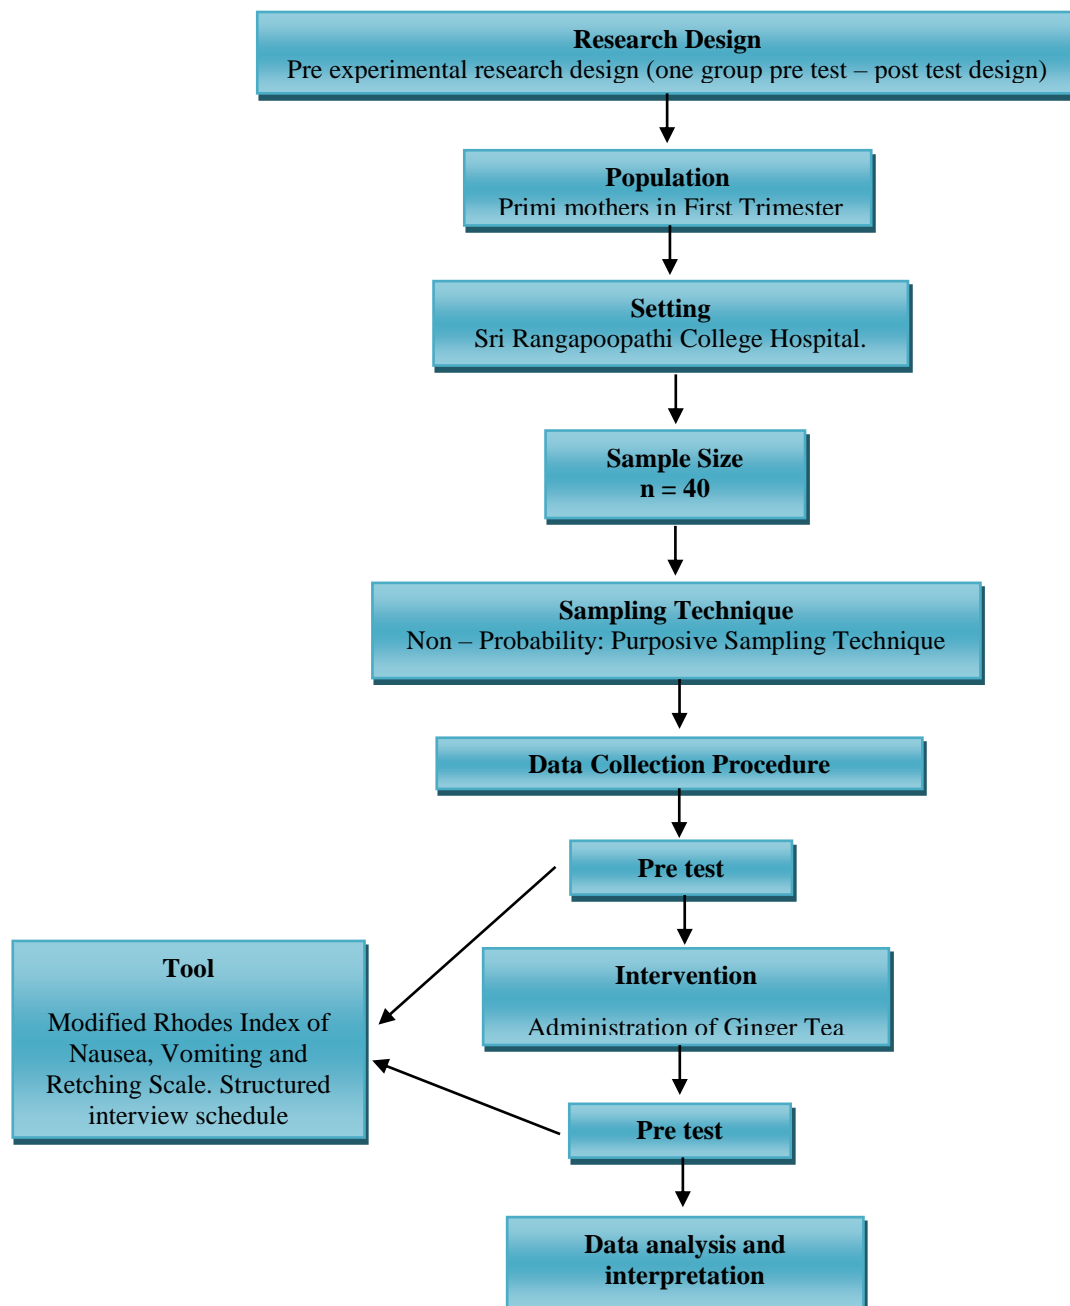 Research Design
Pre experimental research design (one group pre test – post test design)
Population
Primi mothers in First Trimester
Setting
Sri Rangapoopathi College Hospital.
Sample Size
n = 40
Sampling Technique
Non – Probability: Purposive Sampling Technique
Data Collection Procedure
Pre test
Tool
Modified Rhodes Index of
Nausea, Vomiting and
Retching Scale. Structured
interview schedule
Intervention
Administration of Ginger Tea
Pre test
Data analysis and
interpretation